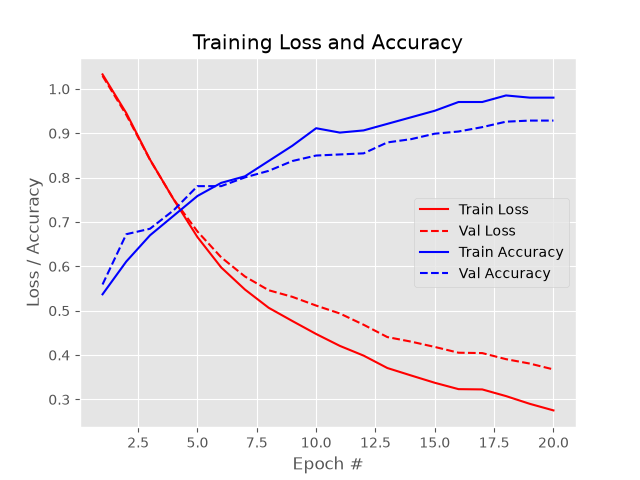 Training Loss and Accuracy
Loss / Accuracy
1.0
0.9
0.8
0.7
0.6
0.5
0.4
0.3
Train Loss
Val Loss
Train Accuracy
Val Accuracy
2.5 5.0 7.5 10.0 12.5 15.0 17.5 20.0
Epoch #